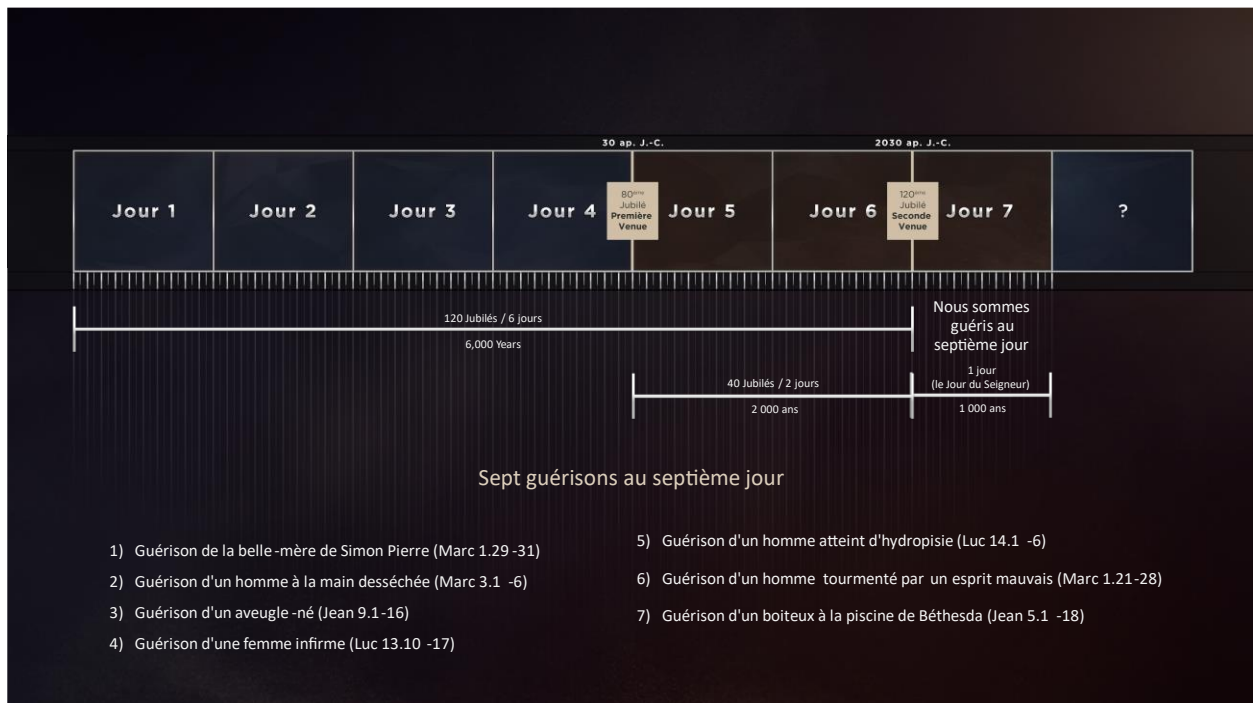 30 ap. J.-C.
2030 ap. J.-C.
Jour 1
Jour 2
Jour 3
Jour 4
80ème
Jubilé
Première
Venue
Jour 5
Jour 6
120ème
Jubilé
Seconde
Venue
Jour 7
?
120 Jubilés / 6 jours
6,000 Years
Nous sommes
guéris au
septième jour
40 Jubilés / 2 jours
2 000 ans
1 jour
(le Jour du Seigneur)
1 000 ans
Sept guérisons au septième jour
1) Guérison de la belle -mère de Simon Pierre (Marc 1.29 -31)
2) Guérison d'un homme à la main desséchée (Marc 3.1 -6)
3) Guérison d'un aveugle -né (Jean 9.1-16)
4) Guérison d'une femme infirme (Luc 13.10 -17)
5) Guérison d'un homme atteint d'hydropisie (Luc 14.1 -6)
6) Guérison d'un homme tourmenté par un esprit mauvais (Marc 1.21-28)
7) Guérison d'un boiteux à la piscine de Béthesda (Jean 5.1 -18)